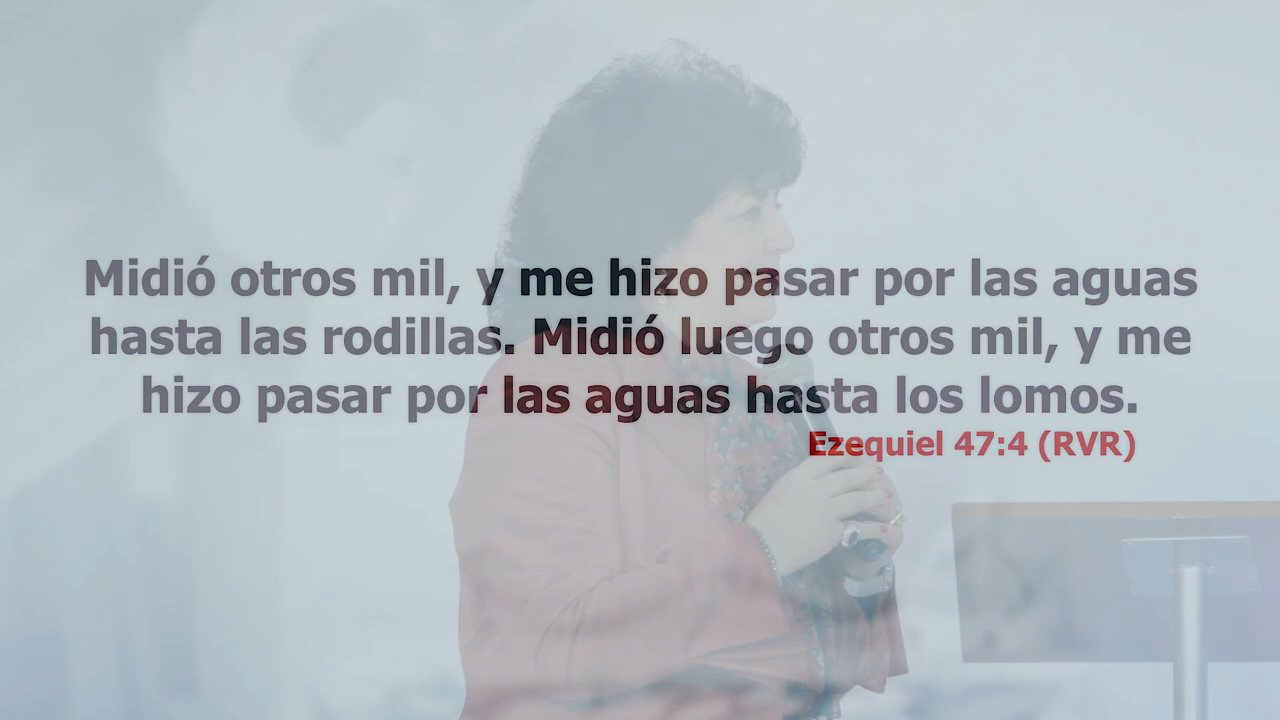 Midió otros mil, y me hizo pasar por las aguas
hasta las rodillas. Midió luego otros mil, y me
hizo pasar por las aguas hasta los lomos.
Ezequiel 47:4 (RVR)